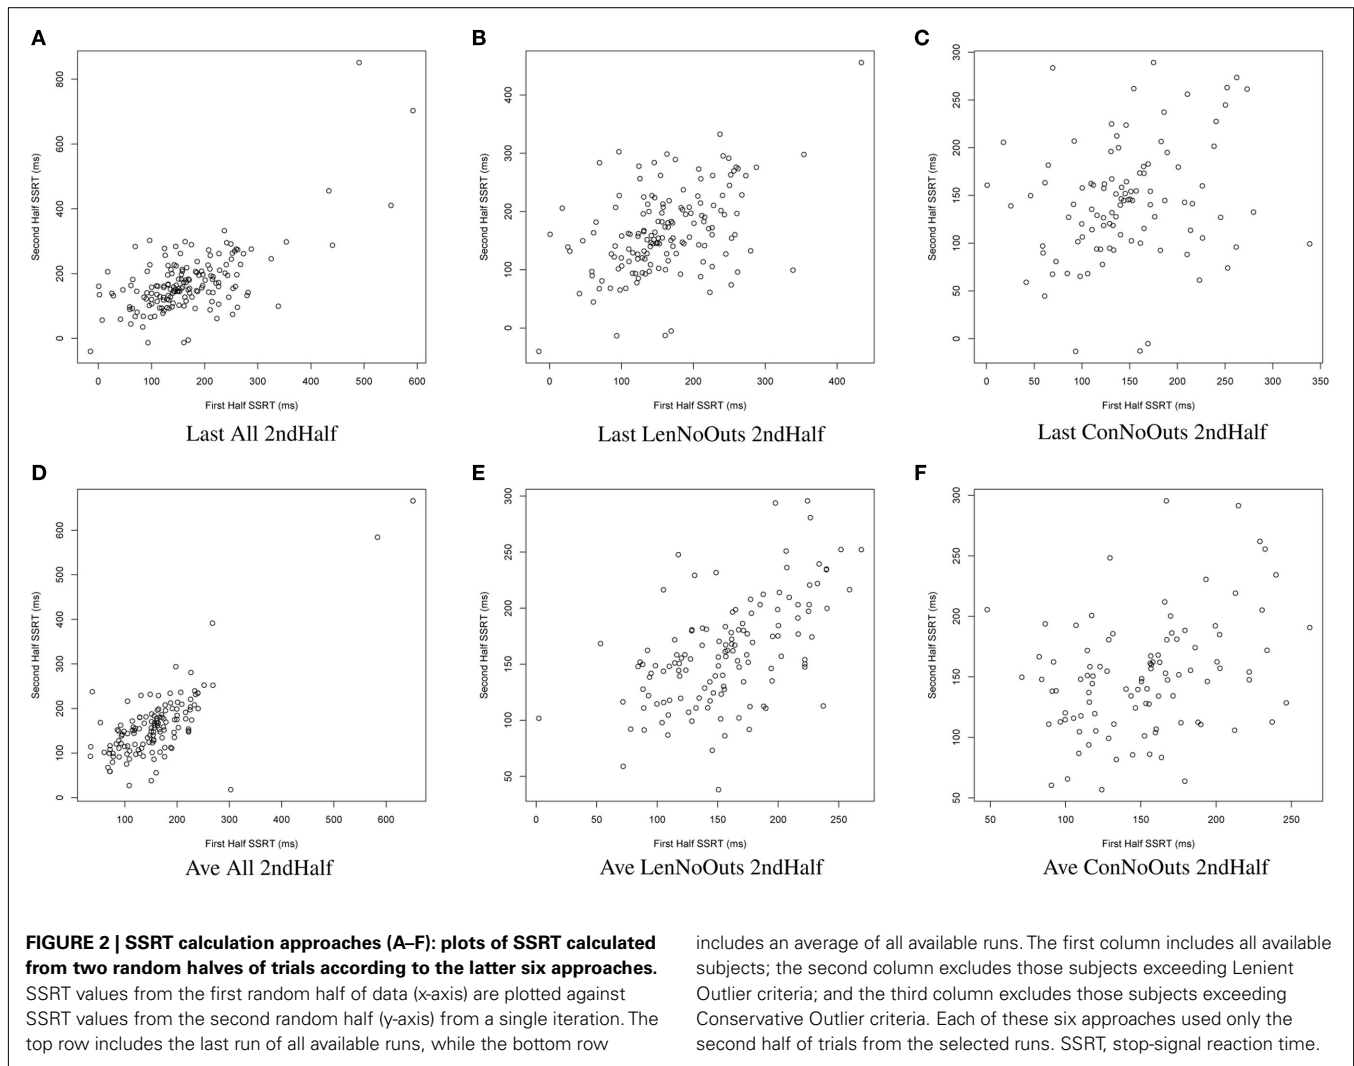 A
B
C
Second Half SSRT (ms)
800
600
400
200
0
0 100 200 300 400 500 600
First Half SSRT (ms)
Last All 2ndHalf
Second Half SSRT (ms)
400
300
200
100
0
0 100 200 300 400
First Half SSRT (ms)
Last LenNoOuts 2ndHalf
Second Half SSRT (ms)
300
250
200
150
100
50
0
0 50 100 150 200 250 300 350
First Half SSRT (ms)
Last ConNoOuts 2ndHalf
D
E
F
Second Half SSRT (ms)
600
500
400
300
200
100
0
100 200 300 400 500 600
First Half SSRT (ms)
Ave All 2ndHalf
Second Half SSRT (ms)
300
250
200
150
100
50
0 50 100 150 200 250
First Half SSRT (ms)
Ave LenNoOuts 2ndHalf
Second Half SSRT (ms)
300
250
200
150
100
50
50 100 150 200 250
First Half SSRT (ms)
Ave ConNoOuts 2ndHalf
FIGURE 2 | SSRT calculation approaches (A–F): plots of SSRT calculated
from two random halves of trials according to the latter six approaches.
SSRT values from the first random half of data (x-axis) are plotted against
SSRT values from the second random half (y-axis) from a single iteration. The
top row includes the last run of all available runs, while the bottom row
includes an average of all available runs. The first column includes all available
subjects; the second column excludes those subjects exceeding Lenient
Outlier criteria; and the third column excludes those subjects exceeding
Conservative Outlier criteria. Each of these six approaches used only the
second half of trials from the selected runs. SSRT, stop-signal reaction time.